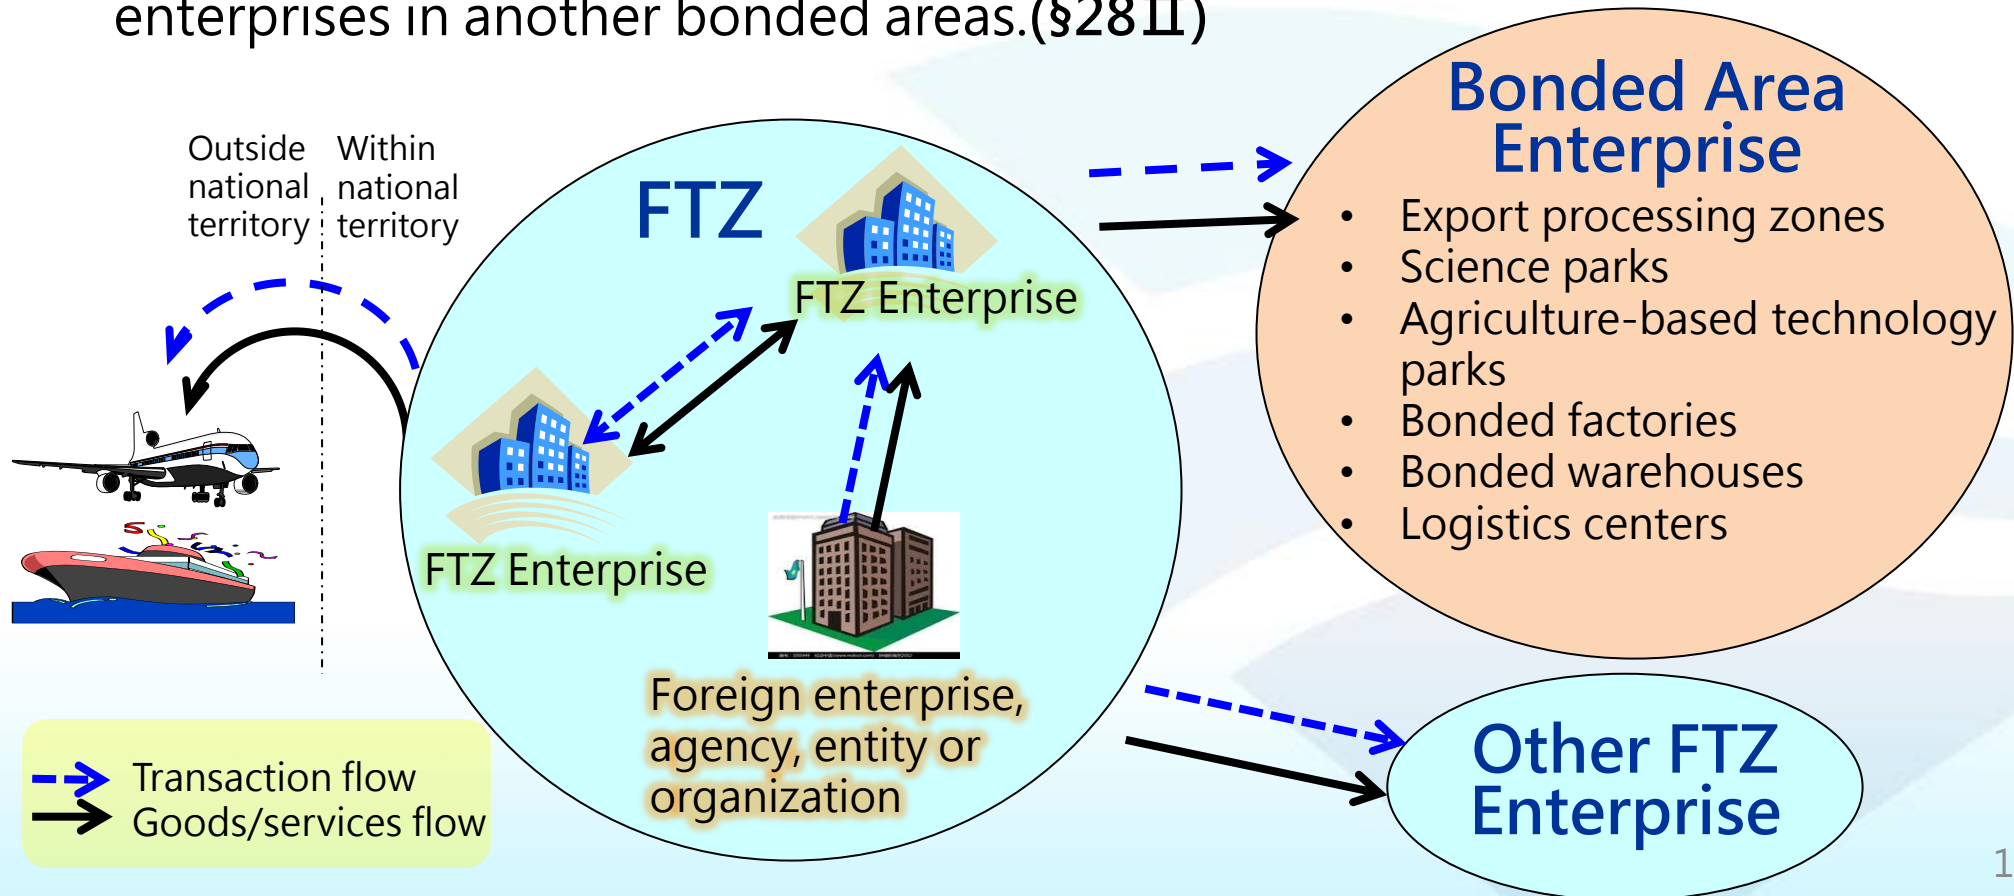 enterprises in another bonded areas.(§28Ⅱ)
Outside
national
territory
Within
national
territory
FTZ
FTZ Enterprise
FTZ Enterprise
Foreign enterprise,
agency, entity or
organization
Bonded Area
Enterprise
• Export processing zones
• Science parks
• Agriculture-based technology
parks
• Bonded factories
• Bonded warehouses
• Logistics centers
Other FTZ
Enterprise
Transaction flow
Goods/services flow
1